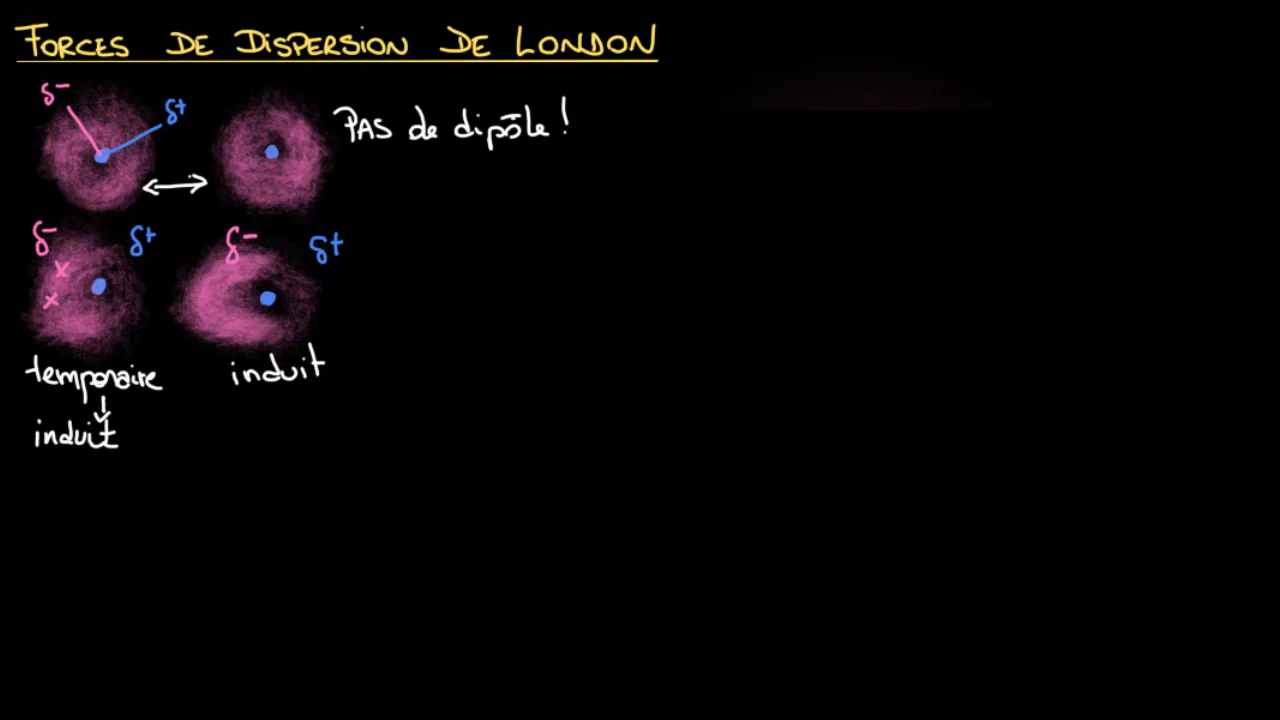 FORCES DE DISPERSION DE LONDON
δ- δ+
PAS de dipôle !
δ- δ+ δ- δ+
x
x
temporaire induit
induit